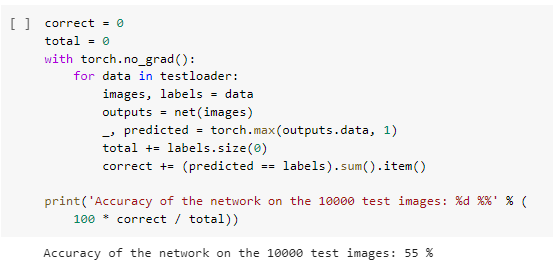 [ ] correct = 0
total = 0
with torch.no_grad():
    for data in testloader:
        images, labels = data
        outputs = net(images)
        _, predicted = torch.max(outputs.data, 1)
        total += labels.size(0)
        correct += (predicted == labels).sum().item()

print('Accuracy of the network on the 10000 test images: %d %%' % (
    100 * correct / total))
Accuracy of the network on the 10000 test images: 55 %